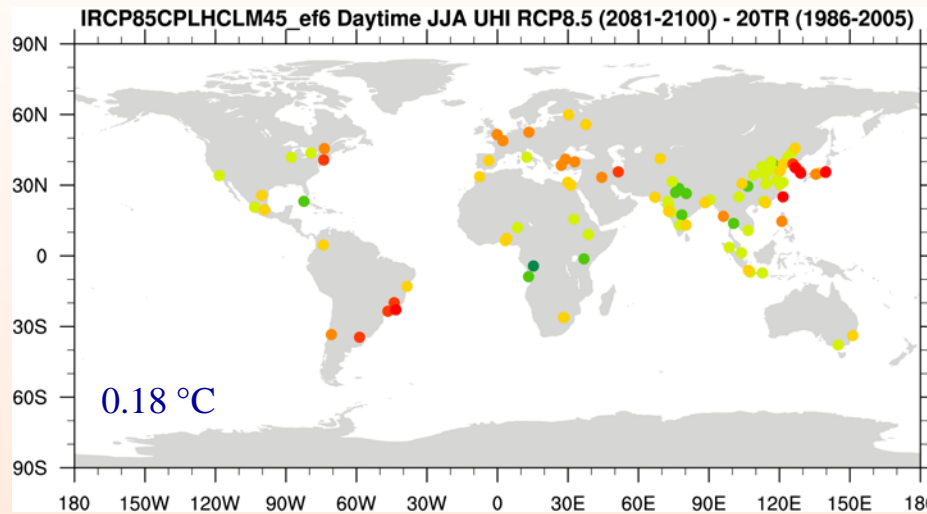 IRCP85CPLHCLM45_ef6 Daytime JJA UHI RCP8.5 (2081-2100) - 20TR (1986-2005)
90N
60N
30N
0
30S
60S
90S
0.18 °C
180 150W 120W 90W 60W 30W 0 30E 60E 90E 120E 150E 18